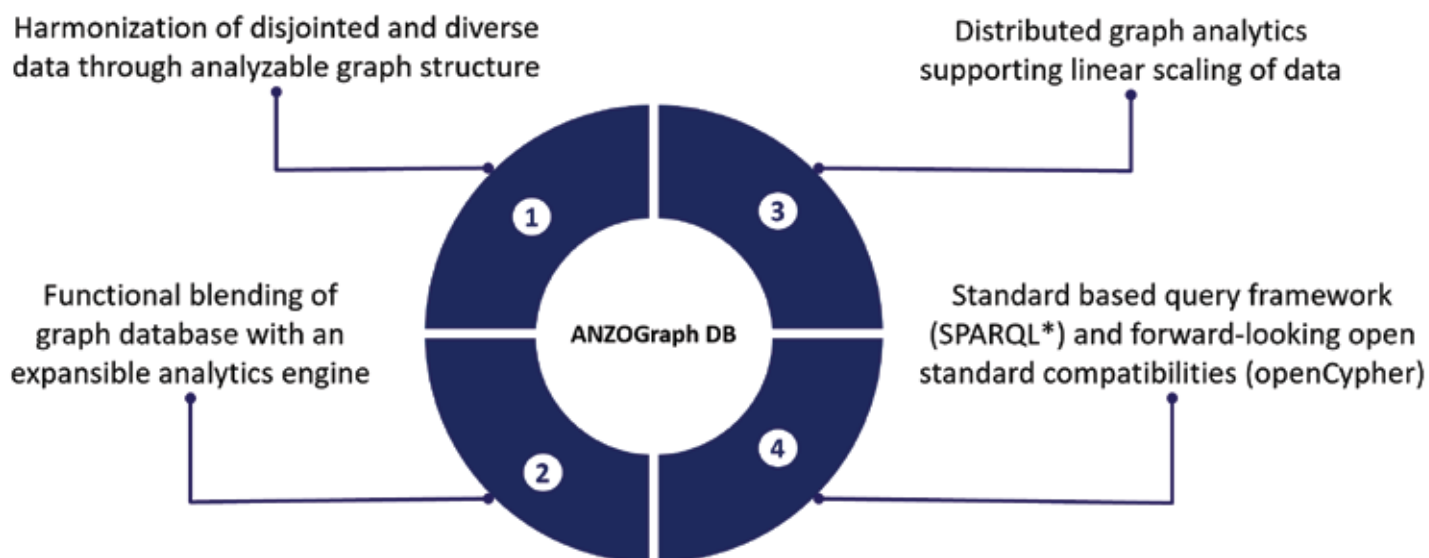 Harmonization of disjointed and diverse
data through analyzable graph structure
1
Functional blending of
graph database with an
expansible analytics engine
2
ANZOGraph DB
Distributed graph analytics
supporting linear scaling of data
3
Standard based query framework
(SPARQL*) and forward-looking open
standard compatibilities (openCypher)
4